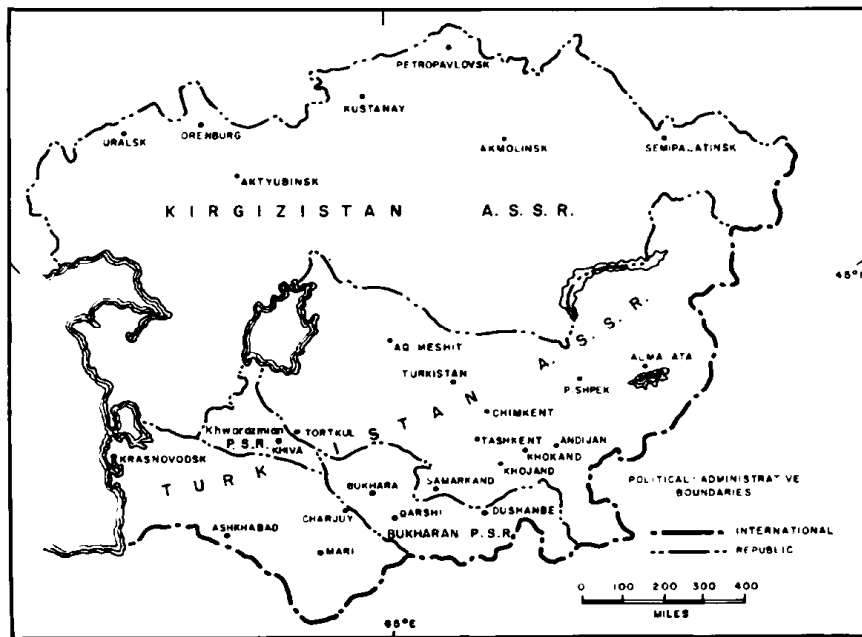 PETROPAVLOVSK
KUSTANAY
URALSK
ORENBURG
AKMOLINSK
SEMIPALATINSK
AKTYUBINSK
KIRGIZISTAN A.S.S.R.
45°N
AQ MESHIT
ALMA ATA
TURKISTAN
PISHPEK
CHIMKENT
Khwarazmian
P.S.R.
TORTKUL
KHIVA
TASHKENT
ANDIJAN
KHOKAND
KHOJAND
KRASNOVODSK
TURKISTAN A.S.S.R.
SAMARKAND
BUKHARA
QARSHI
DUSHANBE
CHARJUY
BUKHARAN P.S.R.
ASHKHABAD
MARI
POLITICAL-ADMINISTRATIVE
BOUNDARIES
INTERNATIONAL
REPUBLIC
0 100 200 300 400
MILES
65°E